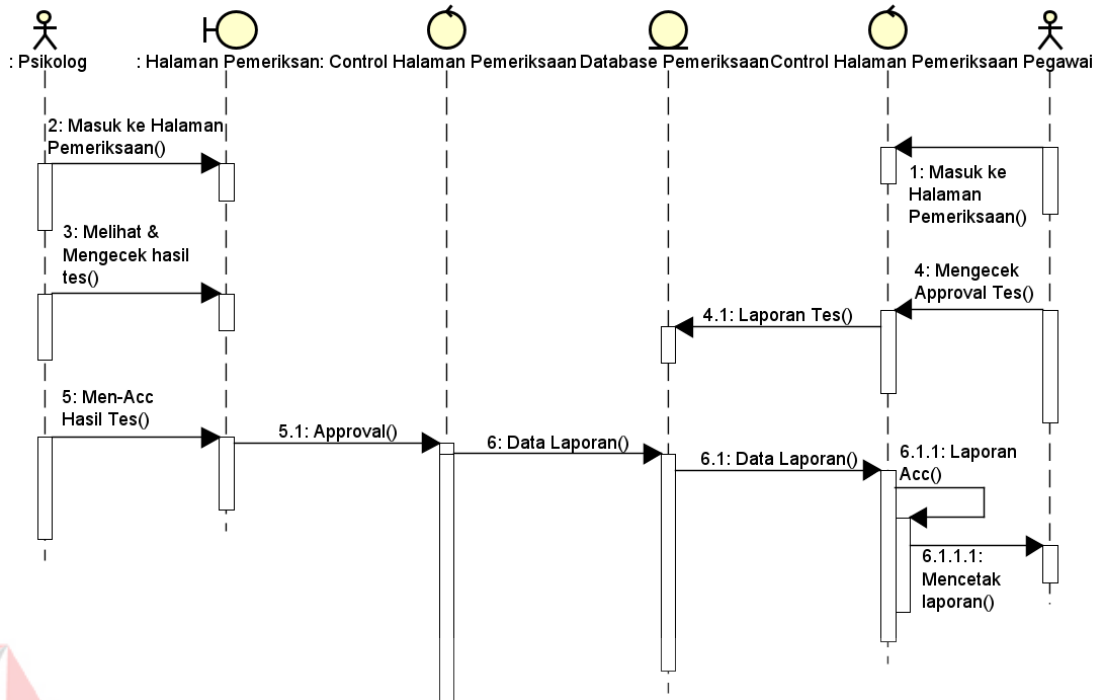 : Psikolog : Halaman Pemeriksan: Control Halaman Pemeriksaan Database Pemeriksaan Control Halaman Pemeriksaan Pegawai
2: Masuk ke Halaman
Pemeriksaan()
1: Masuk ke
Halaman
Pemeriksaan()
3: Melihat &
Mengecek hasil
tes()
4: Mengecek
Approval Tes()
4.1: Laporan Tes()
5: Men-Acc
Hasil Tes()
5.1: Approval()
6: Data Laporan()
6.1: Data Laporan()
6.1.1: Laporan
Acc()
6.1.1.1:
Mencetak
laporan()